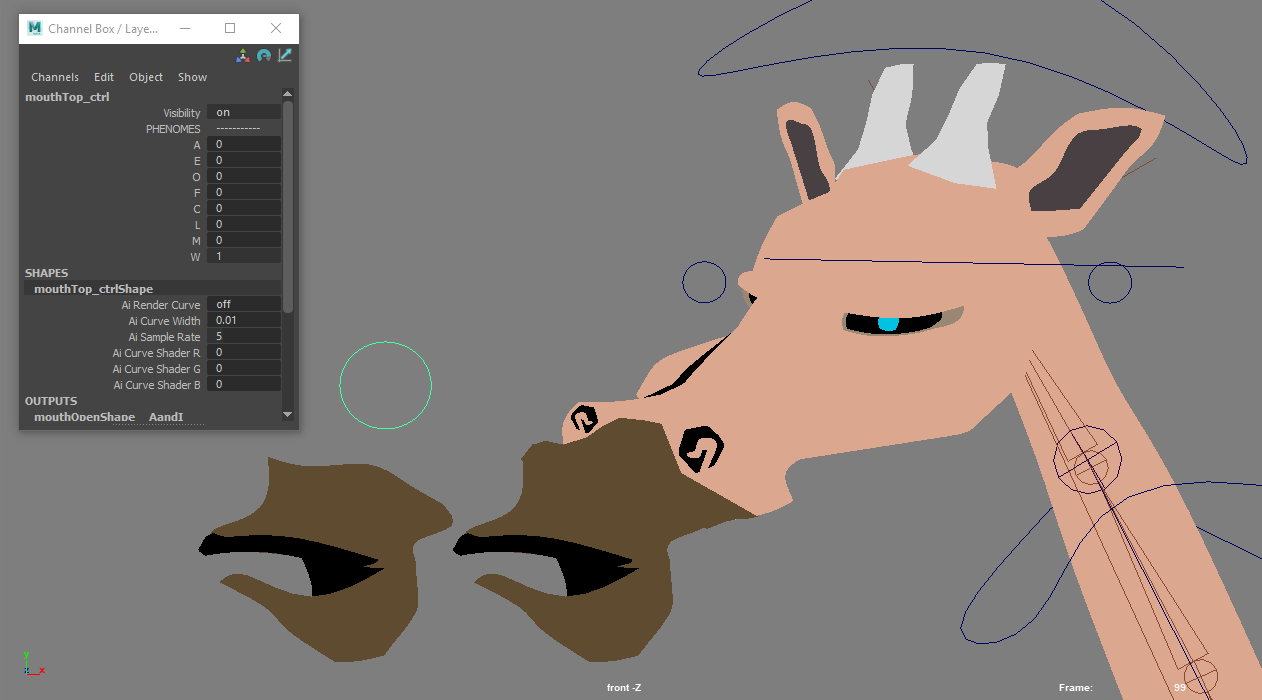 M Channel Box / Laye...
Channels Edit Object Show
mouthTop_ctrl
Visibility on
PHENOMES -----------
A 0
E 0
O 0
F 0
C 0
L 0
M 0
W 1
SHAPES
mouthTop_ctrlShape
Ai Render Curve off
Ai Curve Width 0.01
Ai Sample Rate 5
Ai Curve Shader R 0
Ai Curve Shader G 0
Ai Curve Shader B 0
OUTPUTS
mouthOpenShape AandI
Y
Z X
front -Z
Frame: 99